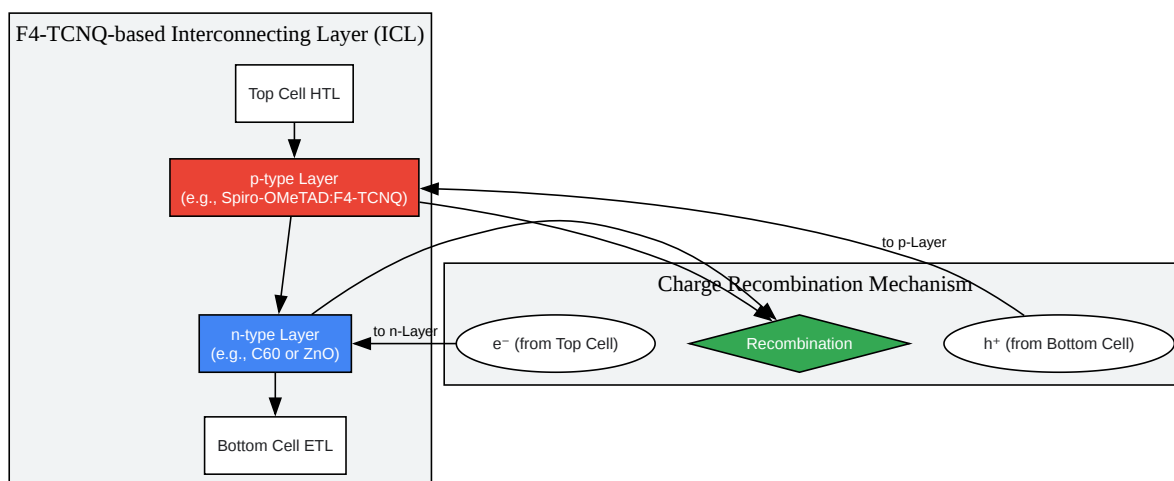 F4-TCNQ-based Interconnecting Layer (ICL)
Top Cell HTL
p-type Layer
(e.g., Spiro-OMeTAD:F4-TCNQ)
to p-Layer
Charge Recombination Mechanism
n-type Layer
(e.g., C60 or ZnO)
to n-Layer
e⁻ (from Top Cell)
Recombination
h⁺ (from Bottom Cell)
Bottom Cell ETL